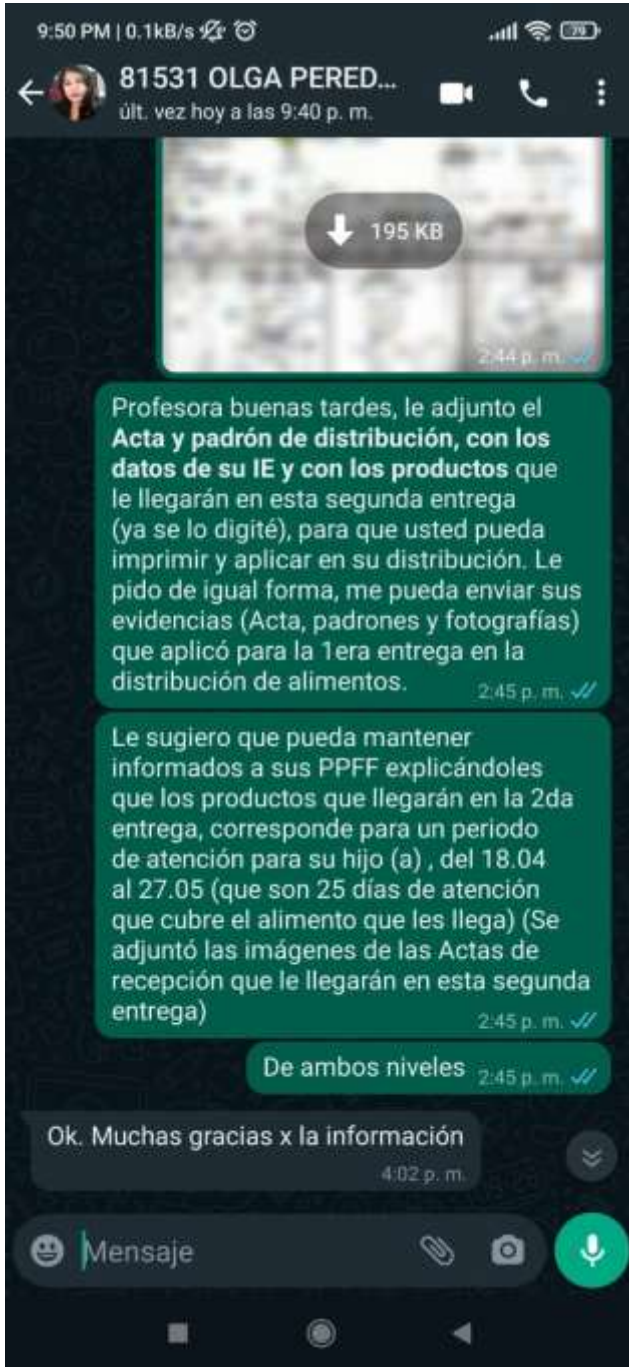 9:50 PM | 0.1kB/s
79
81531 OLGA PERED...
últ. vez hoy a las 9:40 p. m.
195 KB
2:44 p. m.
Profesora buenas tardes, le adjunto el
Acta y padrón de distribución, con los
datos de su IE y con los productos que
le llegarán en esta segunda entrega
(ya se lo digité), para que usted pueda
imprimir y aplicar en su distribución. Le
pido de igual forma, me pueda enviar sus
evidencias (Acta, padrones y fotografías)
que aplicó para la 1era entrega en la
distribución de alimentos.
2:45 p. m.
Le sugiero que pueda mantener
informados a sus PPFF explicándoles
que los productos que llegarán en la 2da
entrega, corresponde para un periodo
de atención para su hijo (a) , del 18.04
al 27.05 (que son 25 días de atención
que cubre el alimento que les llega) (Se
adjuntó las imágenes de las Actas de
recepción que le llegarán en esta segunda
entrega)
2:45 p. m.
De ambos niveles
2:45 p. m.
Ok. Muchas gracias x la información
4:02 p. m.
Mensaje